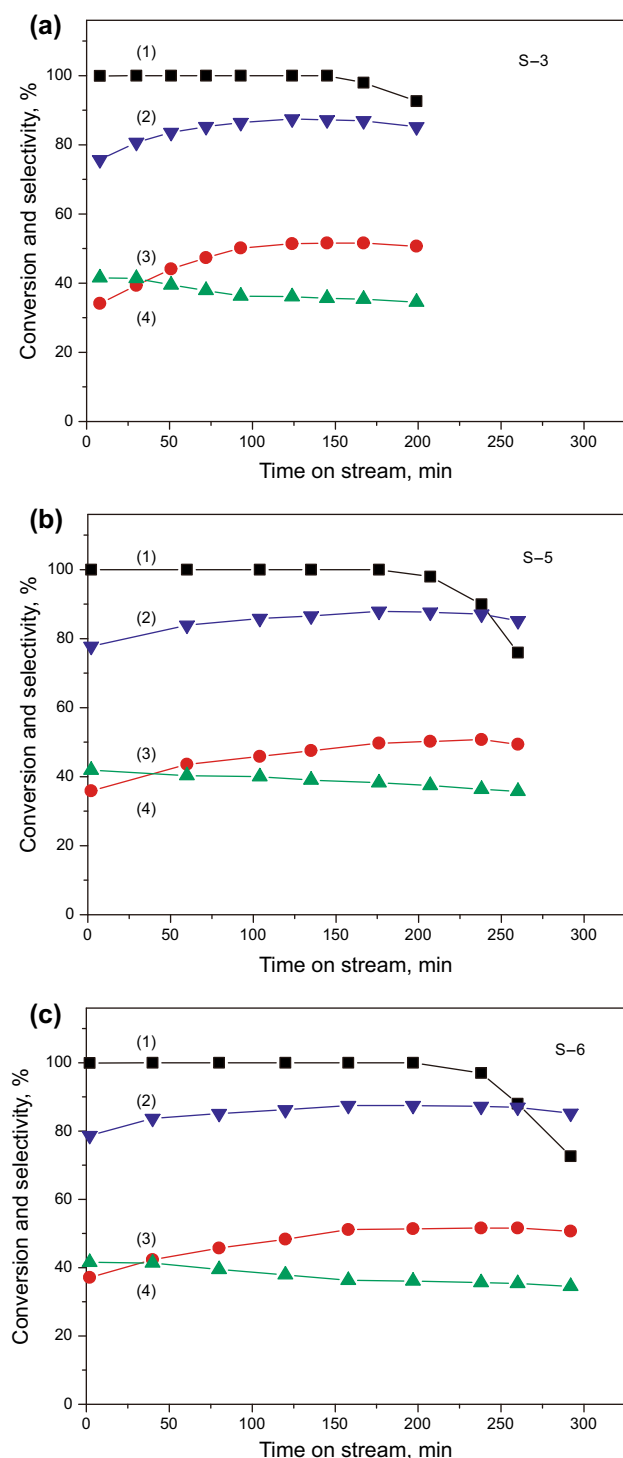 (a)
S–3
(1)
(2)
(3)
(4)
100
80
60
40
20
0
Conversion and selectivity, %
0 50 100 150 200 250 300
Time on stream, min
(b)
S–5
(1)
(2)
(3)
(4)
100
80
60
40
20
0
Conversion and selectivity, %
0 50 100 150 200 250 300
Time on stream, min
(c)
S–6
(1)
(2)
(3)
(4)
100
80
60
40
20
0
Conversion and selectivity, %
0 50 100 150 200 250 300
Time on stream, min